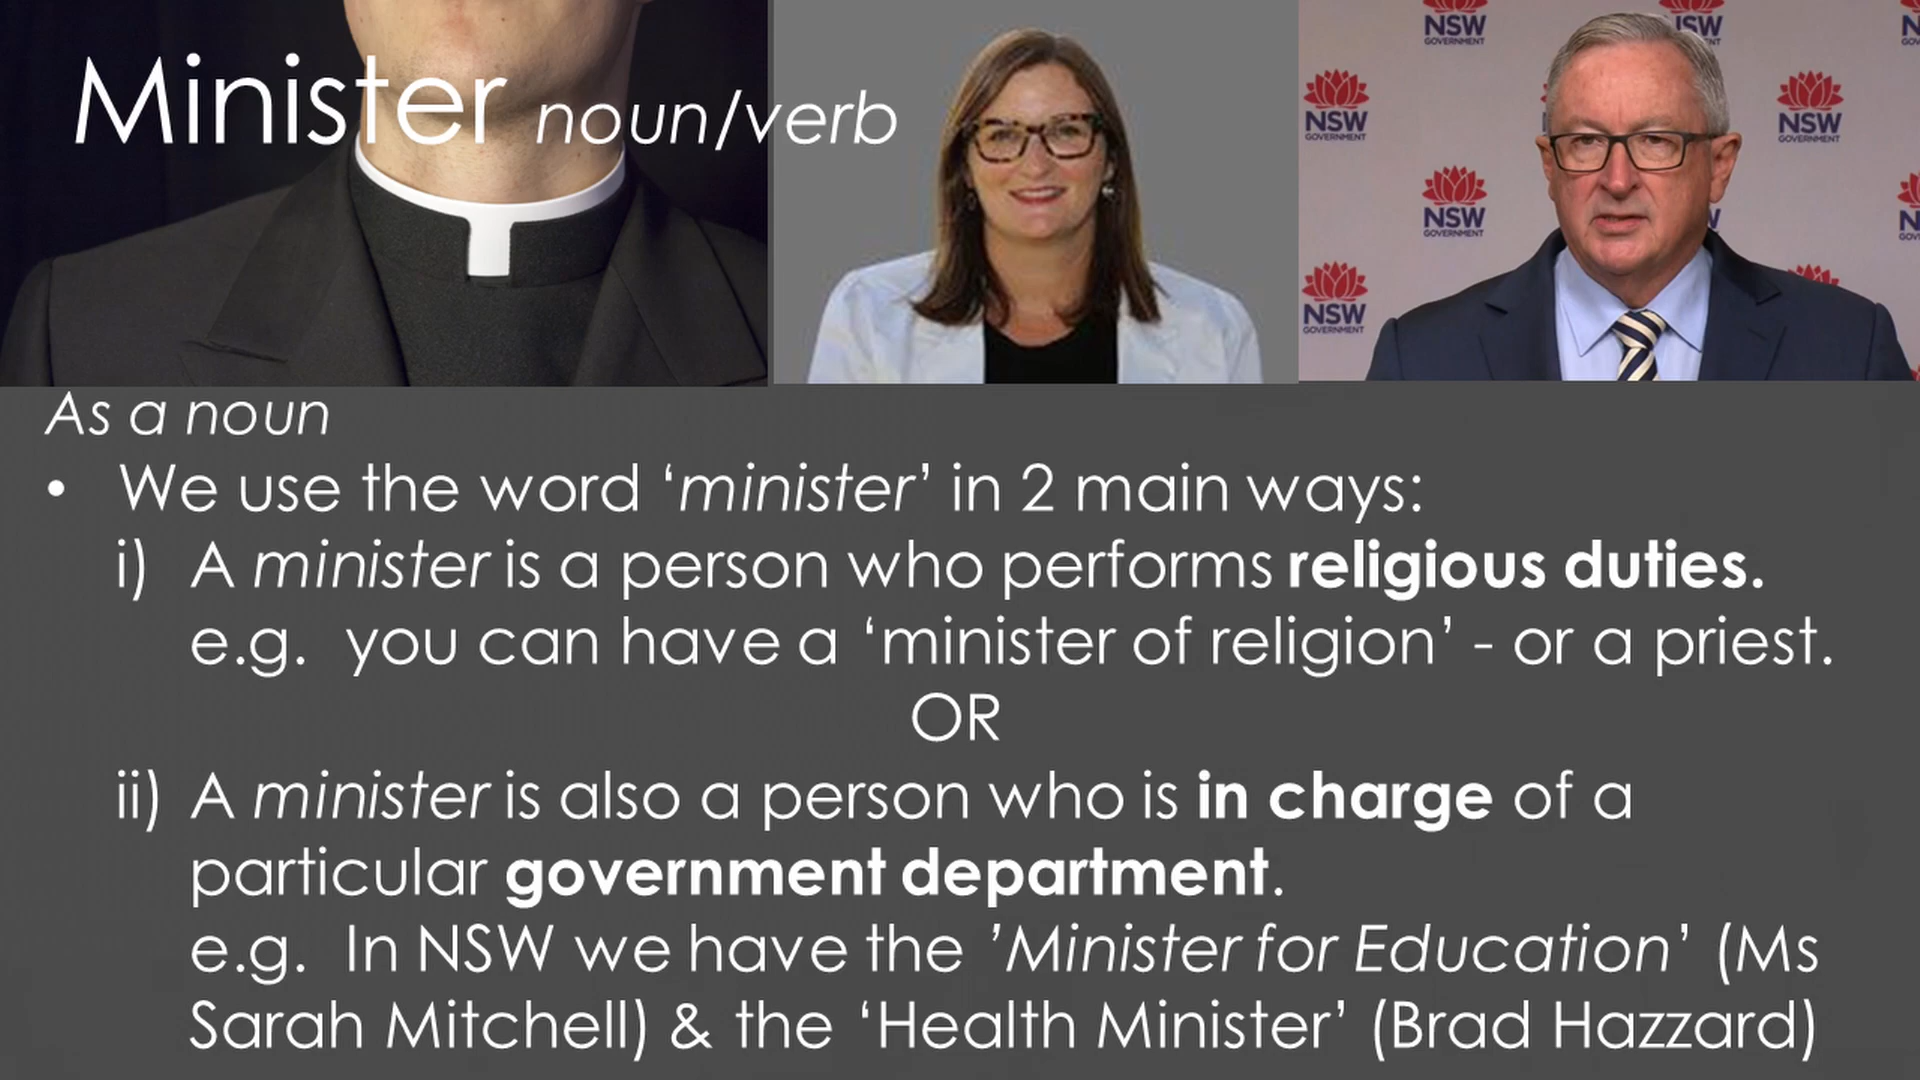 Minister noun/verb
NSW
GOVERNMENT
NSW
GOVERNMENT
NSW
GOVERNMENT
NSW
GOVERNMENT
NSW
GOVERNMENT
NSW
GOVERNMENT
As a noun
• We use the word ‘minister’ in 2 main ways:
i) A minister is a person who performs religious duties.
e.g. you can have a ‘minister of religion’ - or a priest.
OR
ii) A minister is also a person who is in charge of a
particular government department.
e.g. In NSW we have the ’Minister for Education’ (Ms
Sarah Mitchell) & the ‘Health Minister’ (Brad Hazzard)